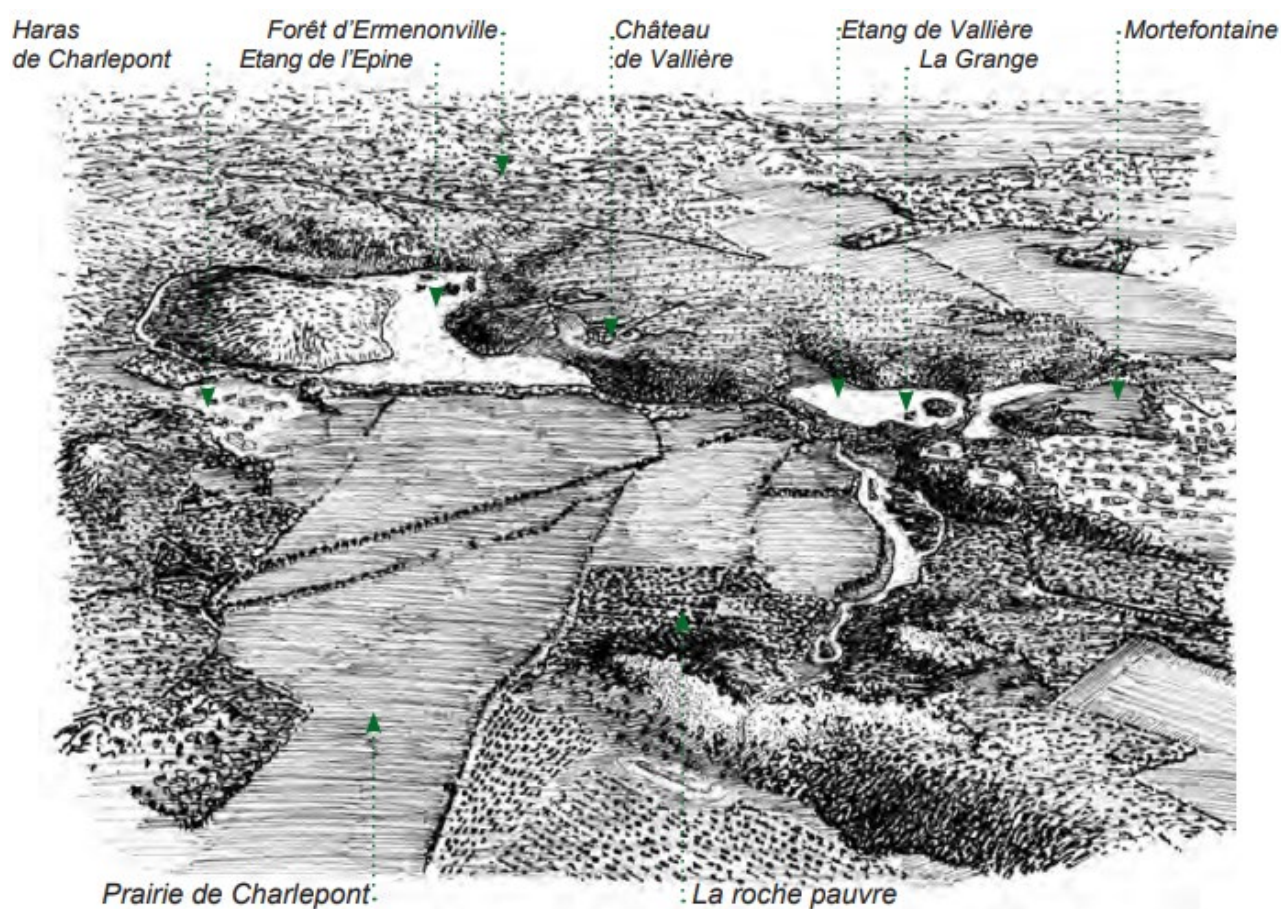 Haras
de Charlepont
Forêt d'Ermenonville
Etang de l'Epine
Château
de Vallière
Etang de Vallière
La Grange
Mortefontaine
Prairie de Charlepont
La roche pauvre